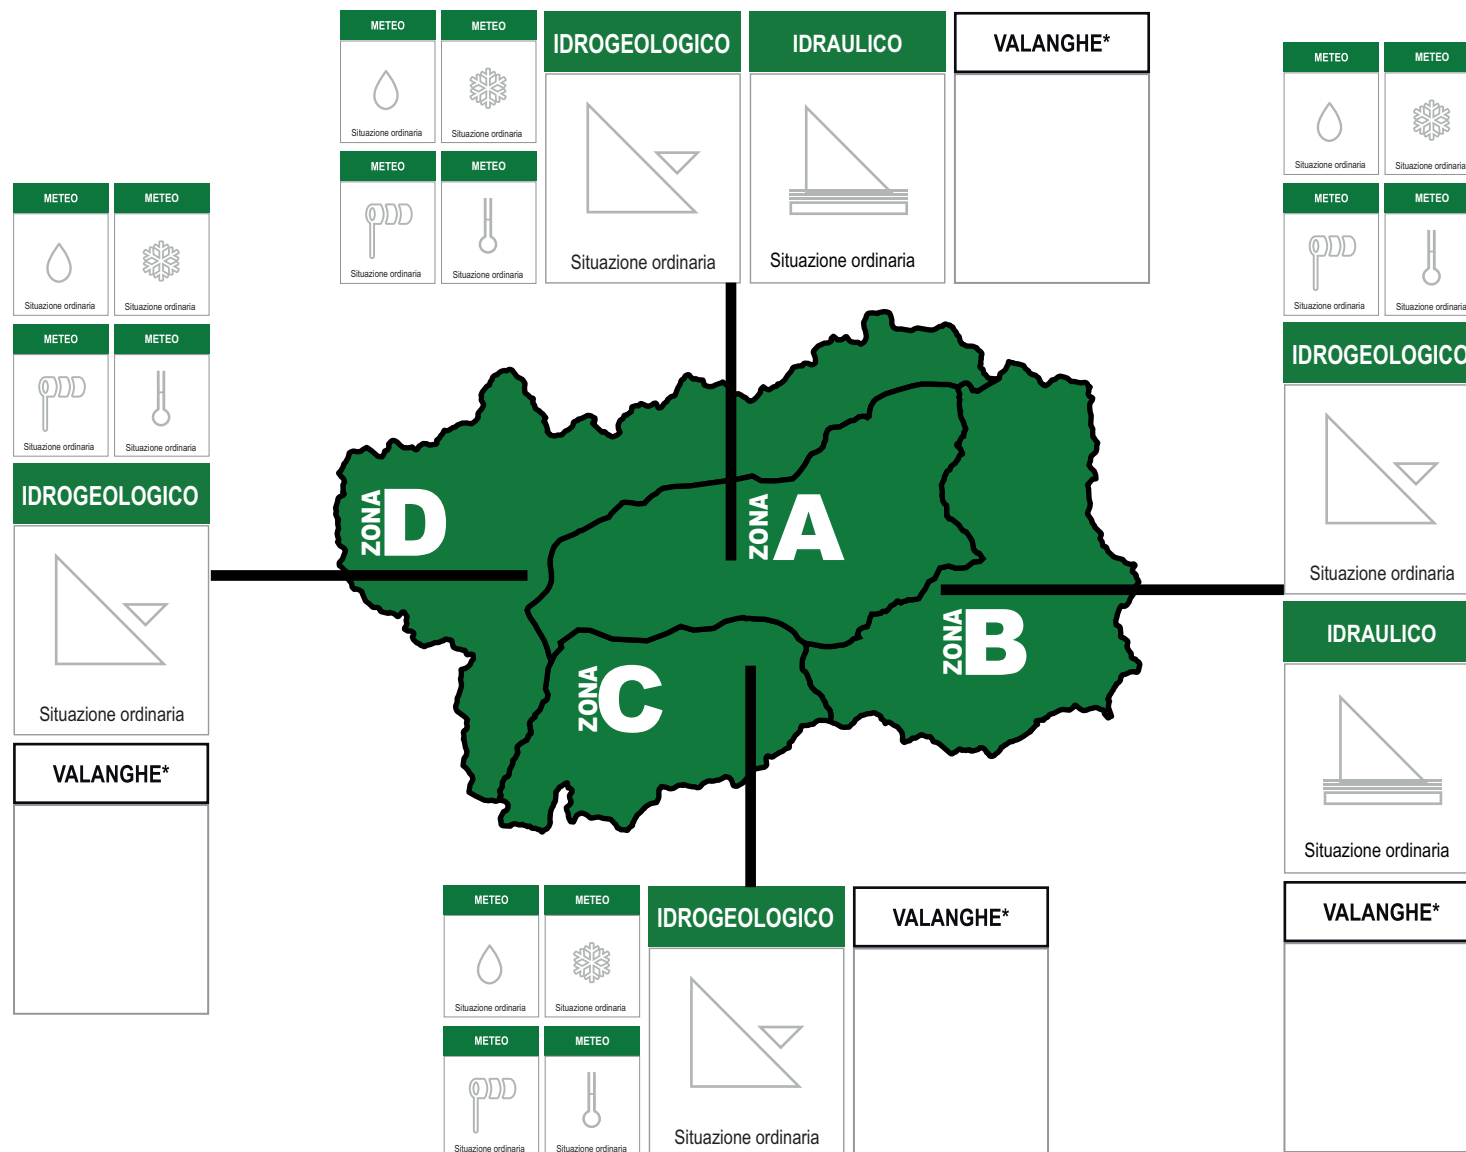 METEO METEO
Situazione ordinaria Situazione ordinaria
METEO METEO
Situazione ordinaria Situazione ordinaria
IDROGEOLOGICO
Situazione ordinaria
IDRAULICO
Situazione ordinaria
VALANGHE*
METEO METEO
Situazione ordinaria Situazione ordinaria
METEO METEO
Situazione ordinaria Situazione ordinaria
IDROGEOLOGICO
Situazione ordinaria
VALANGHE*
ZONA D
ZONA A
ZONA B
ZONA C
METEO METEO
Situazione ordinaria Situazione ordinaria
METEO METEO
Situazione ordinaria Situazione ordinaria
IDROGEOLOGICO
Situazione ordinaria
IDRAULICO
Situazione ordinaria
VALANGHE*
METEO METEO
Situazione ordinaria Situazione ordinaria
METEO METEO
Situazione ordinaria Situazione ordinaria
IDROGEOLOGICO
Situazione ordinaria
VALANGHE*